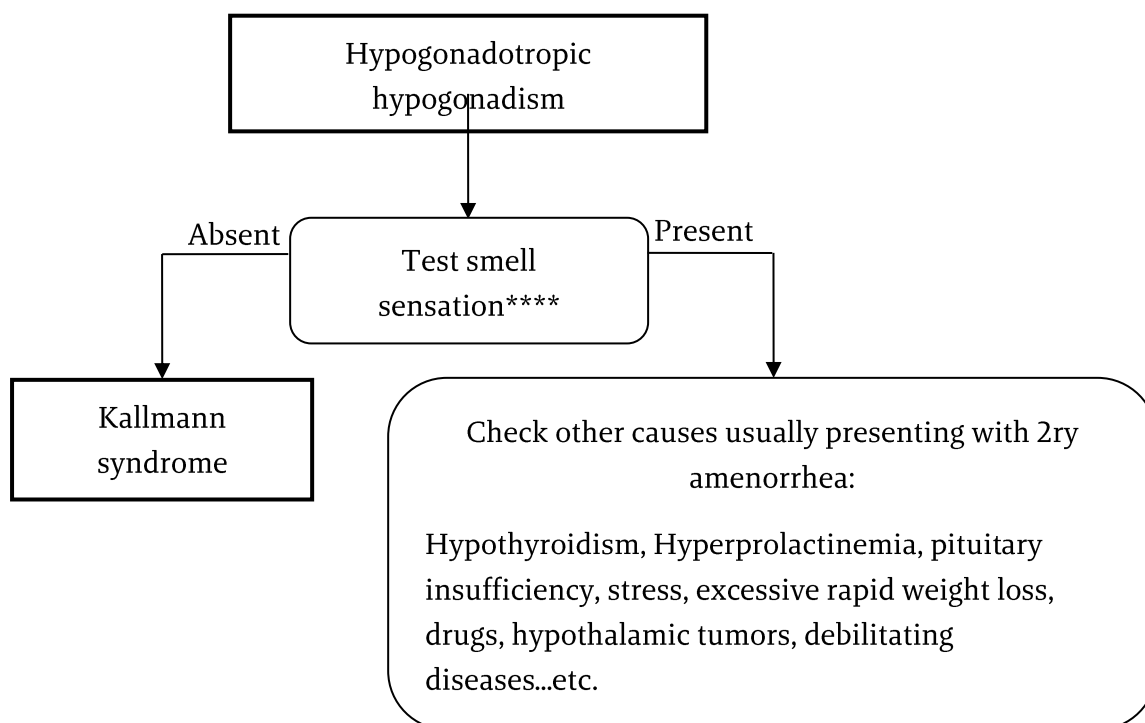 Hypogonadotropic
hypogonadism
Absent
Present
Test smell
sensation****
Kallmann
syndrome
Check other causes usually presenting with 2ry
amenorrhea:
Hypothyroidism, Hyperprolactinemia, pituitary
insufficiency, stress, excessive rapid weight loss,
drugs, hypothalamic tumors, debilitating
diseases...etc.